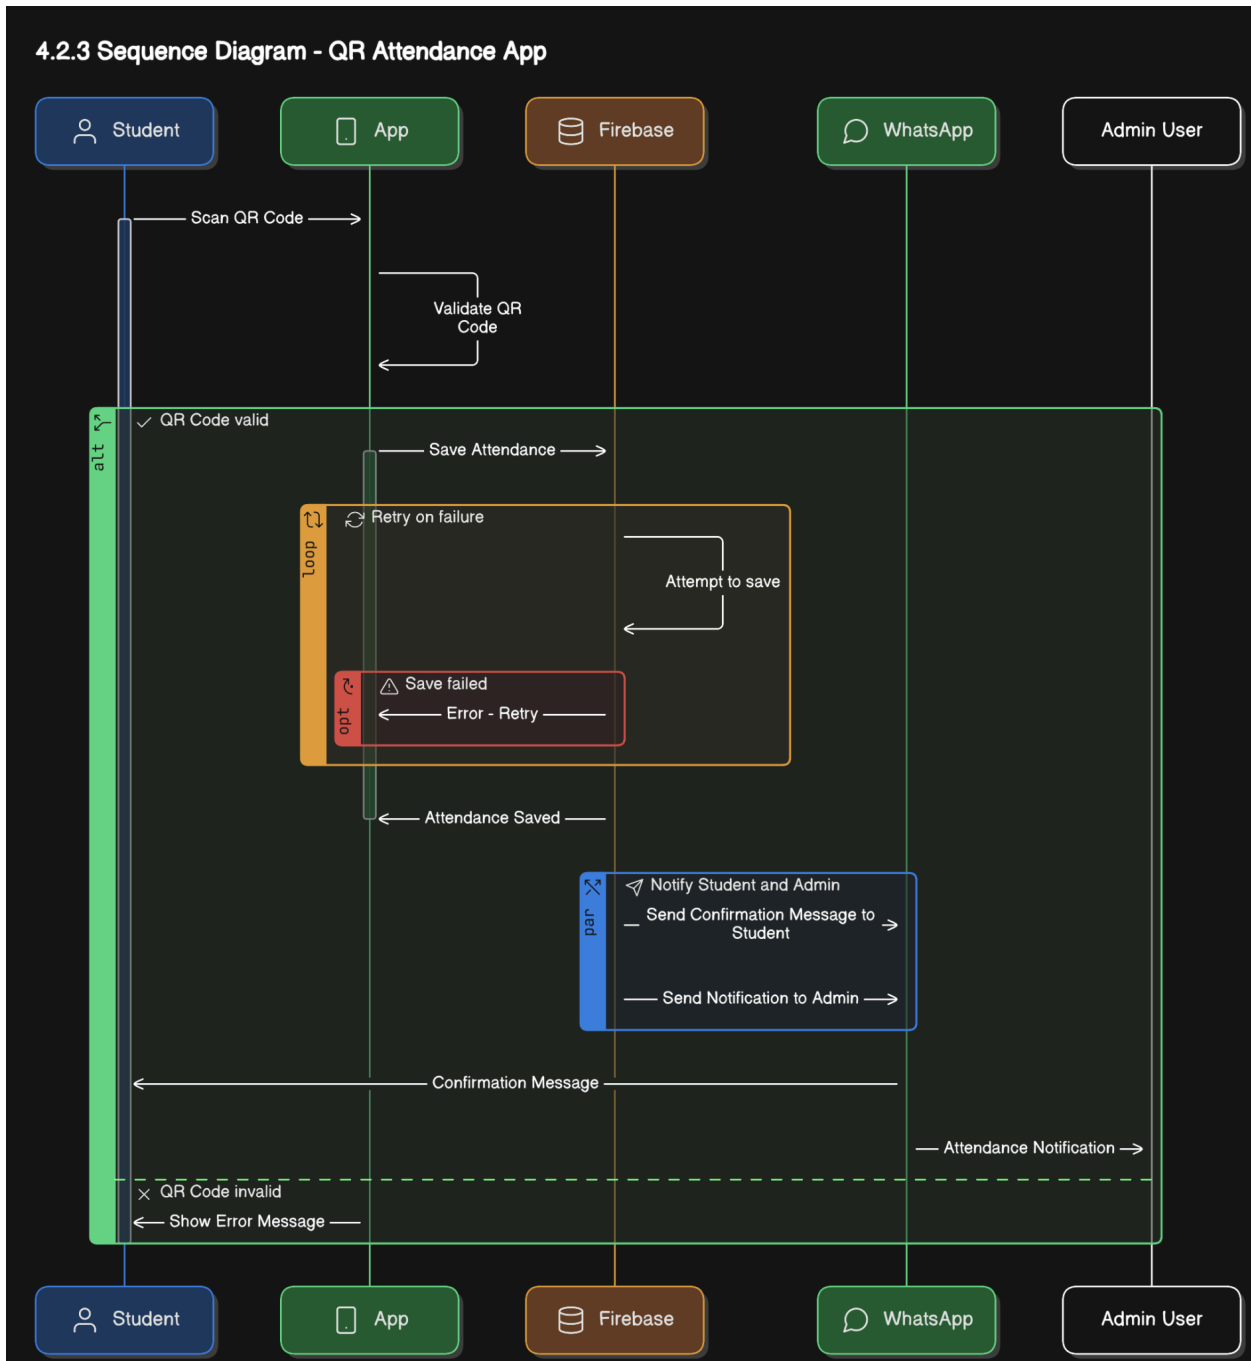 4.2.3 Sequence Diagram - QR Attendance App
Student
App
Firebase
WhatsApp
Admin User
Scan QR Code
Validate QR
Code
alt
QR Code valid
Save Attendance
loop
Retry on failure
Attempt to save
opt
Save failed
Error - Retry
Attendance Saved
par
Notify Student and Admin
Send Confirmation Message to
Student
Send Notification to Admin
Confirmation Message
Attendance Notification
QR Code invalid
Show Error Message
Student
App
Firebase
WhatsApp
Admin User